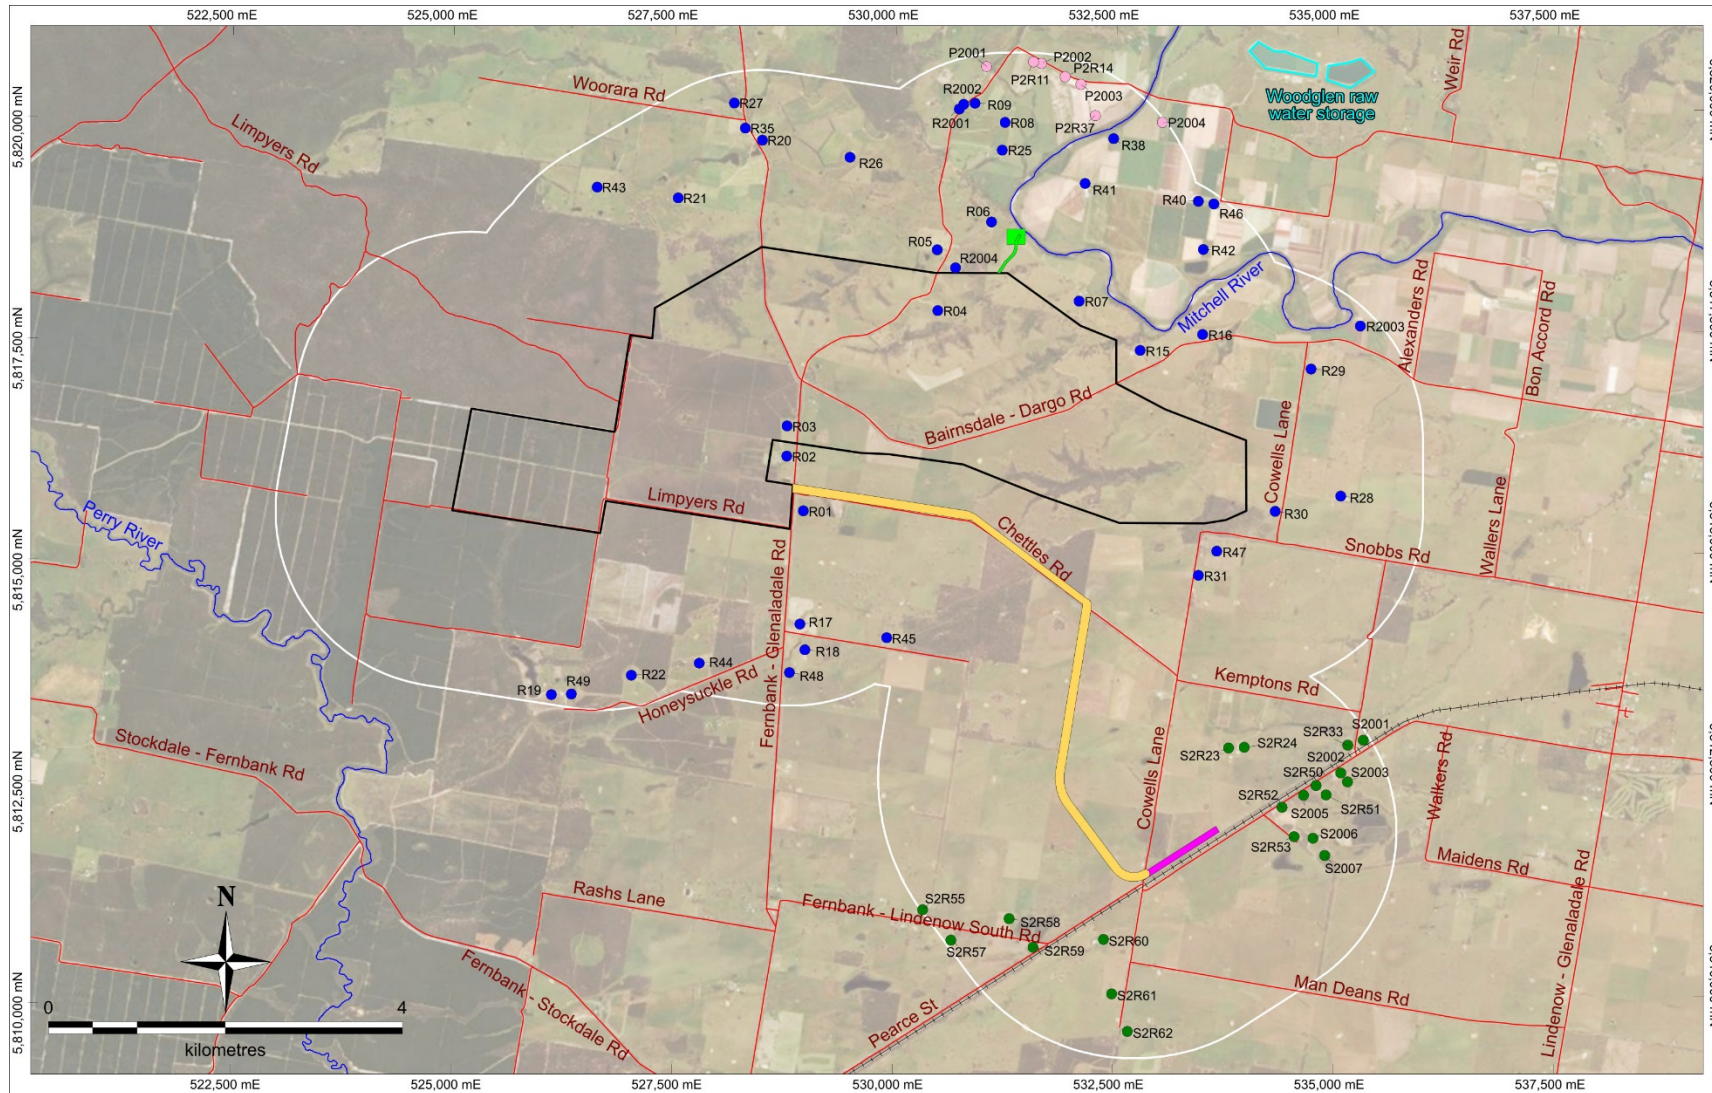 522,500 mE
525,000 mE
527,500 mE
530,000 mE
532,500 mE
535,000 mE
537,500 mE
5,820,000 mN
5,817,500 mN
5,815,000 mN
5,812,500 mN
5,810,000 mN
Woorara Rd
Limpyers Rd
Weir Rd
Woodglen raw
water storage
P2001
P2002
P2R11
P2R14
P2003
P2R37
P2004
R2002
R09
R2001
R08
R25
R38
R27
R35
R20
R26
R43
R21
R41
R40
R46
R06
R05
R2004
R42
R04
R07
Mitchell River
R16
R15
R2003
Alexanders Rd
Bon Accord Rd
R29
Bairnsdale - Dargo Rd
Cowells Lane
R03
R02
Limpyers Rd
R01
Chettles Rd
R28
R30
Wallers Lane
Snobbs Rd
R47
R31
Perry River
Fernbank - Glenaladale Rd
R17
R45
R18
R44
R22
R48
R19
R49
Honeysuckle Rd
Kemptons Rd
Stockdale - Fernbank Rd
S2001
S2R33
S2R24
S2R23
S2002
S2003
S2R50
S2R52
S2R51
S2005
S2006
S2R53
S2007
Walkers Rd
Cowells Lane
Maidens Rd
Lindenow - Glenaladale Rd
Rashs Lane
S2R55
Fernbank - Lindenow South Rd
S2R58
S2R57
S2R59
S2R60
S2R61
S2R62
Man Deans Rd
Pearce St
Fernbank - Stockdale Rd
N
0
4
kilometres
522,500 mE
525,000 mE
527,500 mE
530,000 mE
532,500 mE
535,000 mE
537,500 mE